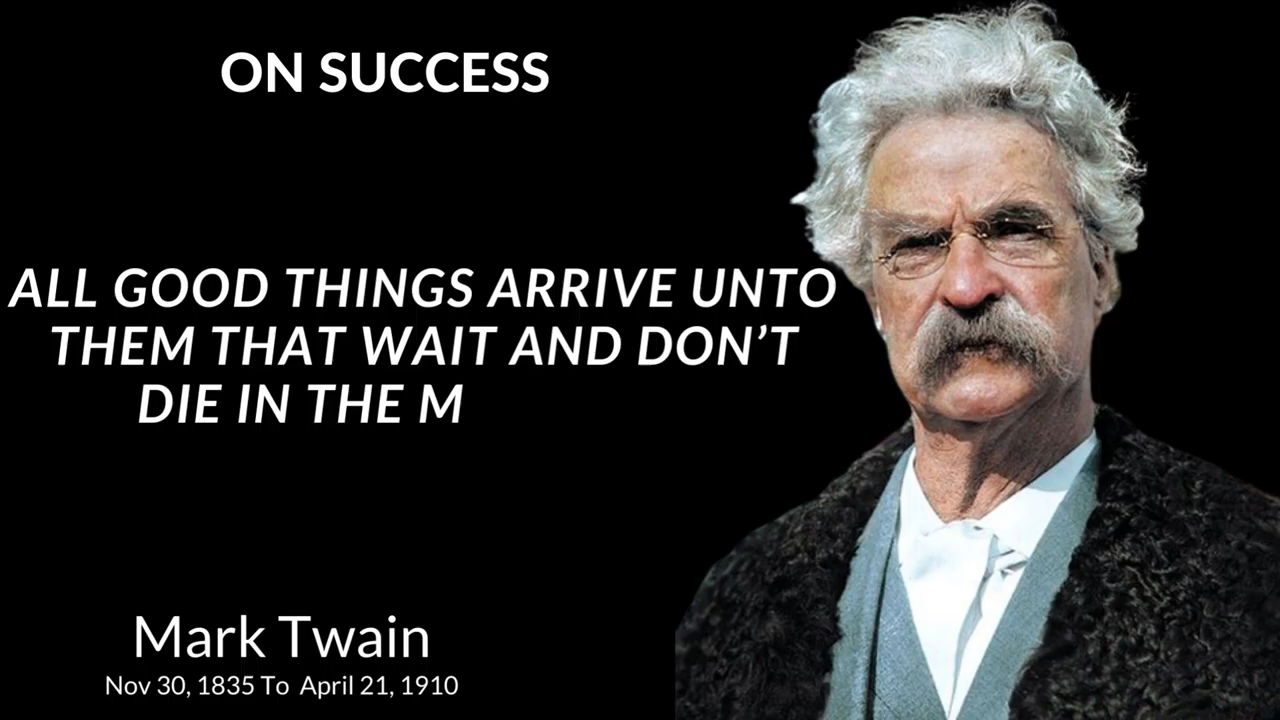 ON SUCCESS
ALL GOOD THINGS ARRIVE UNTO
THEM THAT WAIT AND DON’T
DIE IN THE M
Mark Twain
Nov 30, 1835 To April 21, 1910